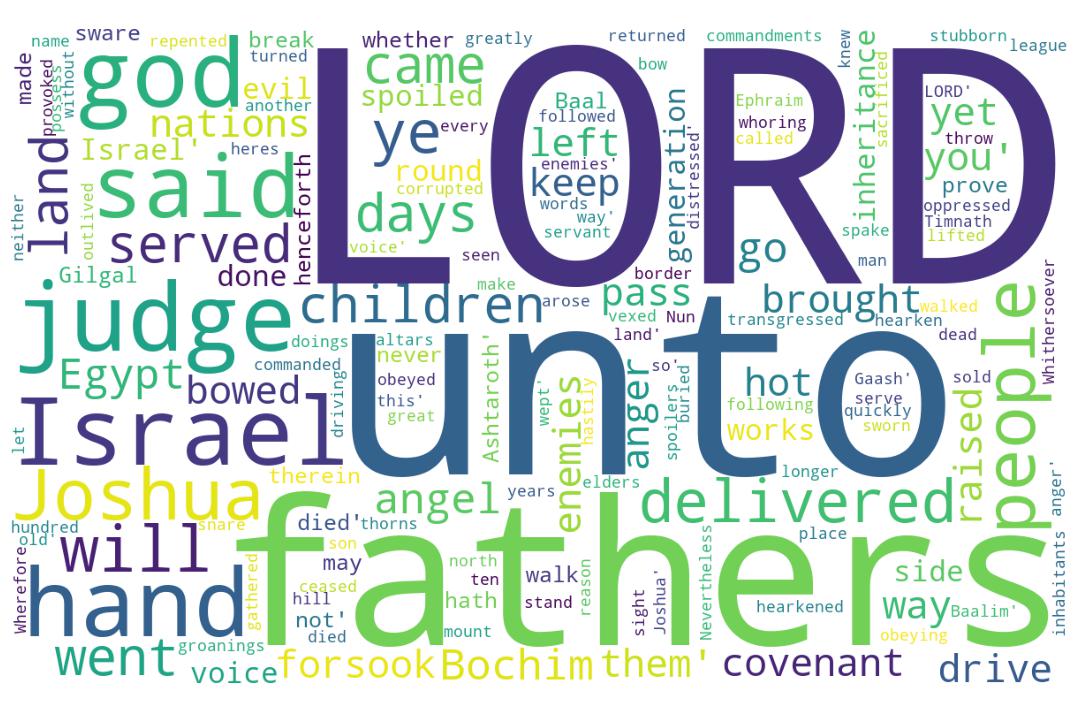 name
sware
repented
break
whether
greatly
returned
commandments
stubborn
league
made
provoked
possess
without
god
turned
evil
another
came
spoiled
bow
knew
inheritance
sacrificed
LORD
nations
Israel'
heres
ye
every
Baal
followed
left
enemies'
keep
words
way'
servant
Ephraim
whoring
called
LORD'
yet
throw
you'
prove
oppressed
Timnath
lifted
land
said
round
corrupted
generation
distressed'
neither
outlived
served
henceforth
days
voice'
seen
go
spake
man
Gilgal
done
border
make
judge
children
arose
pass
vexed
Nun
land'
brought
walked
transgressed
hearken
dead
people
Whithersoever
doings
altars
never
unto
so'
Egypt
commanded
bowed
obeyed
this'
great
Ashtaroth'
wept'
enemies
hastily
anger
spoilers
buried
hot
following
works
Gaash'
serve
quickly
sworn
sold
let
Israel
driving
raised
Joshua
therein
angel
years
elders
longer
delivered
anger'
hundred
old'
snare
died'
thorns
place
will
son
may
north
Wherefore
hand
gathered
ceased
hill
not'
died
fathers
ten
hath
mount
walk
stand
reason
sight
Joshua'
Nevertheless
hearkened
side
way
Baalim'
obeying
inhabitants
went
groanings
voice
forsook
Bochim
them'
covenant
drive